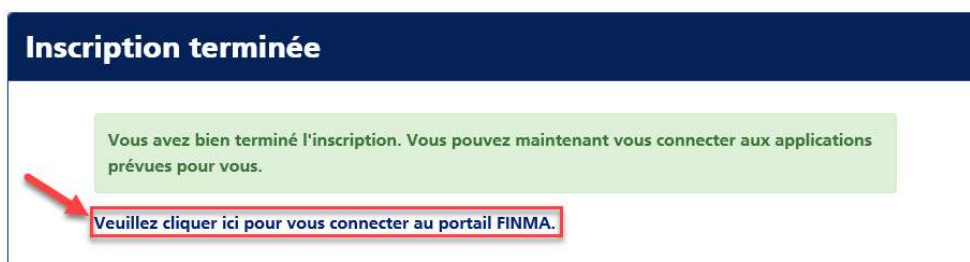 Inscription terminée
Vous avez bien terminé l'inscription. Vous pouvez maintenant vous connecter aux applications
prévues pour vous.
Veuillez cliquer ici pour vous connecter au portail FINMA.